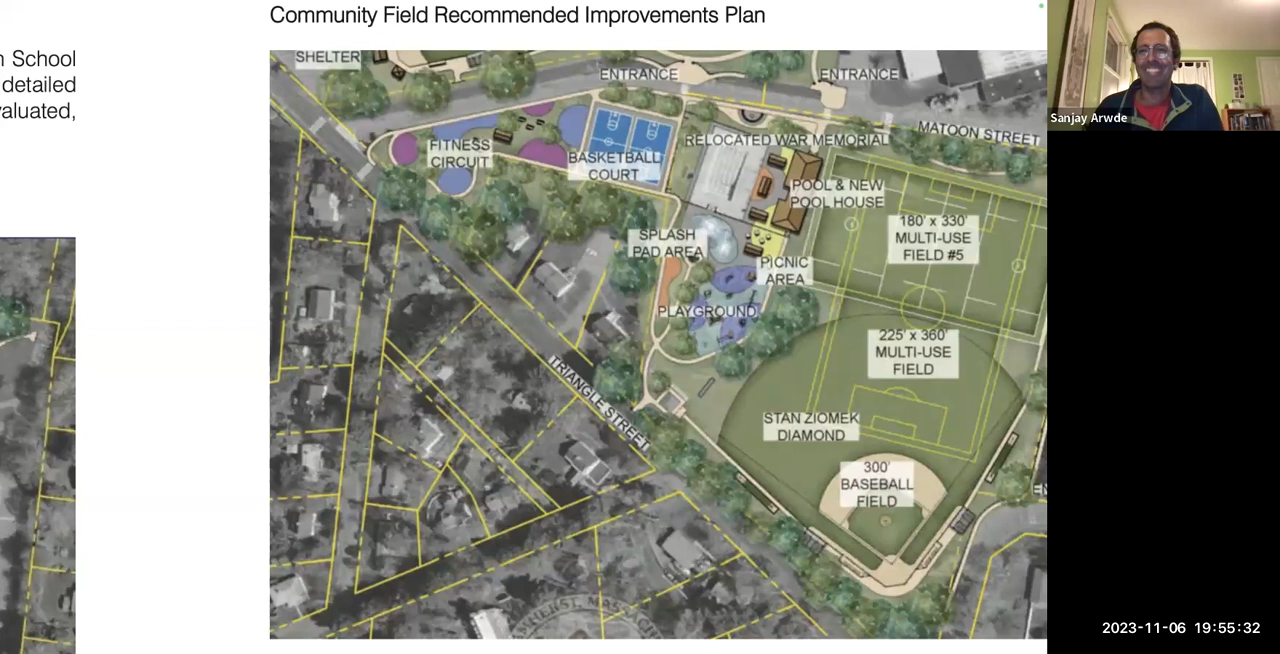 Community Field Recommended Improvements Plan
School
detailed
SHELTER
ENTRANCE
ENTRANCE
MATOON STREET
RELOCATED WAR MEMORIAL
FITNESS
CIRCUIT
BASKETBALL
COURT
POOL & NEW
POOL HOUSE
SPLASH
PAD AREA
180' x 330'
MULTI-USE
FIELD #5
PICNIC
AREA
PLAYGROUND
225' x 360'
MULTI-USE
FIELD
TRIANGLE STREET
STAN ZIOMEK
DIAMOND
300'
BASEBALL
FIELD
Sanjay Arwde
2023-11-06 19:55:32